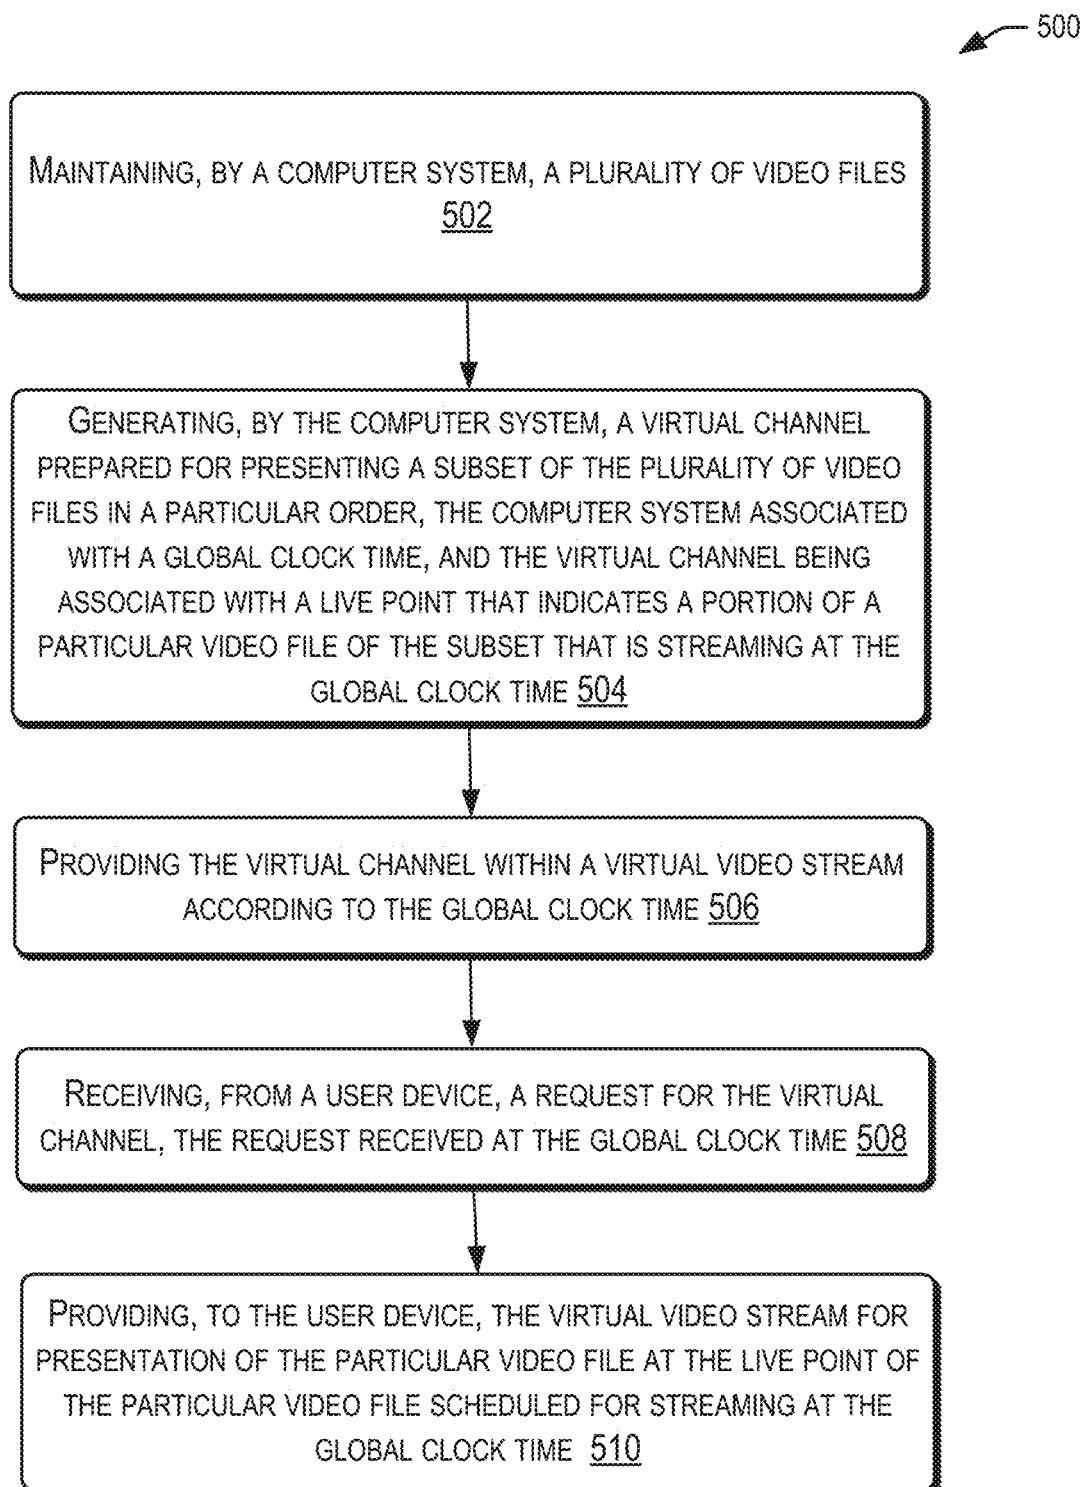 500
MAINTAINING, BY A COMPUTER SYSTEM, A PLURALITY OF VIDEO FILES
502
GENERATING, BY THE COMPUTER SYSTEM, A VIRTUAL CHANNEL
PREPARED FOR PRESENTING A SUBSET OF THE PLURALITY OF VIDEO
FILES IN A PARTICULAR ORDER, THE COMPUTER SYSTEM ASSOCIATED
WITH A GLOBAL CLOCK TIME, AND THE VIRTUAL CHANNEL BEING
ASSOCIATED WITH A LIVE POINT THAT INDICATES A PORTION OF A
PARTICULAR VIDEO FILE OF THE SUBSET THAT IS STREAMING AT THE
GLOBAL CLOCK TIME 504
PROVIDING THE VIRTUAL CHANNEL WITHIN A VIRTUAL VIDEO STREAM
ACCORDING TO THE GLOBAL CLOCK TIME 506
RECEIVING, FROM A USER DEVICE, A REQUEST FOR THE VIRTUAL
CHANNEL, THE REQUEST RECEIVED AT THE GLOBAL CLOCK TIME 508
PROVIDING, TO THE USER DEVICE, THE VIRTUAL VIDEO STREAM FOR
PRESENTATION OF THE PARTICULAR VIDEO FILE AT THE LIVE POINT OF
THE PARTICULAR VIDEO FILE SCHEDULED FOR STREAMING AT THE
GLOBAL CLOCK TIME 510